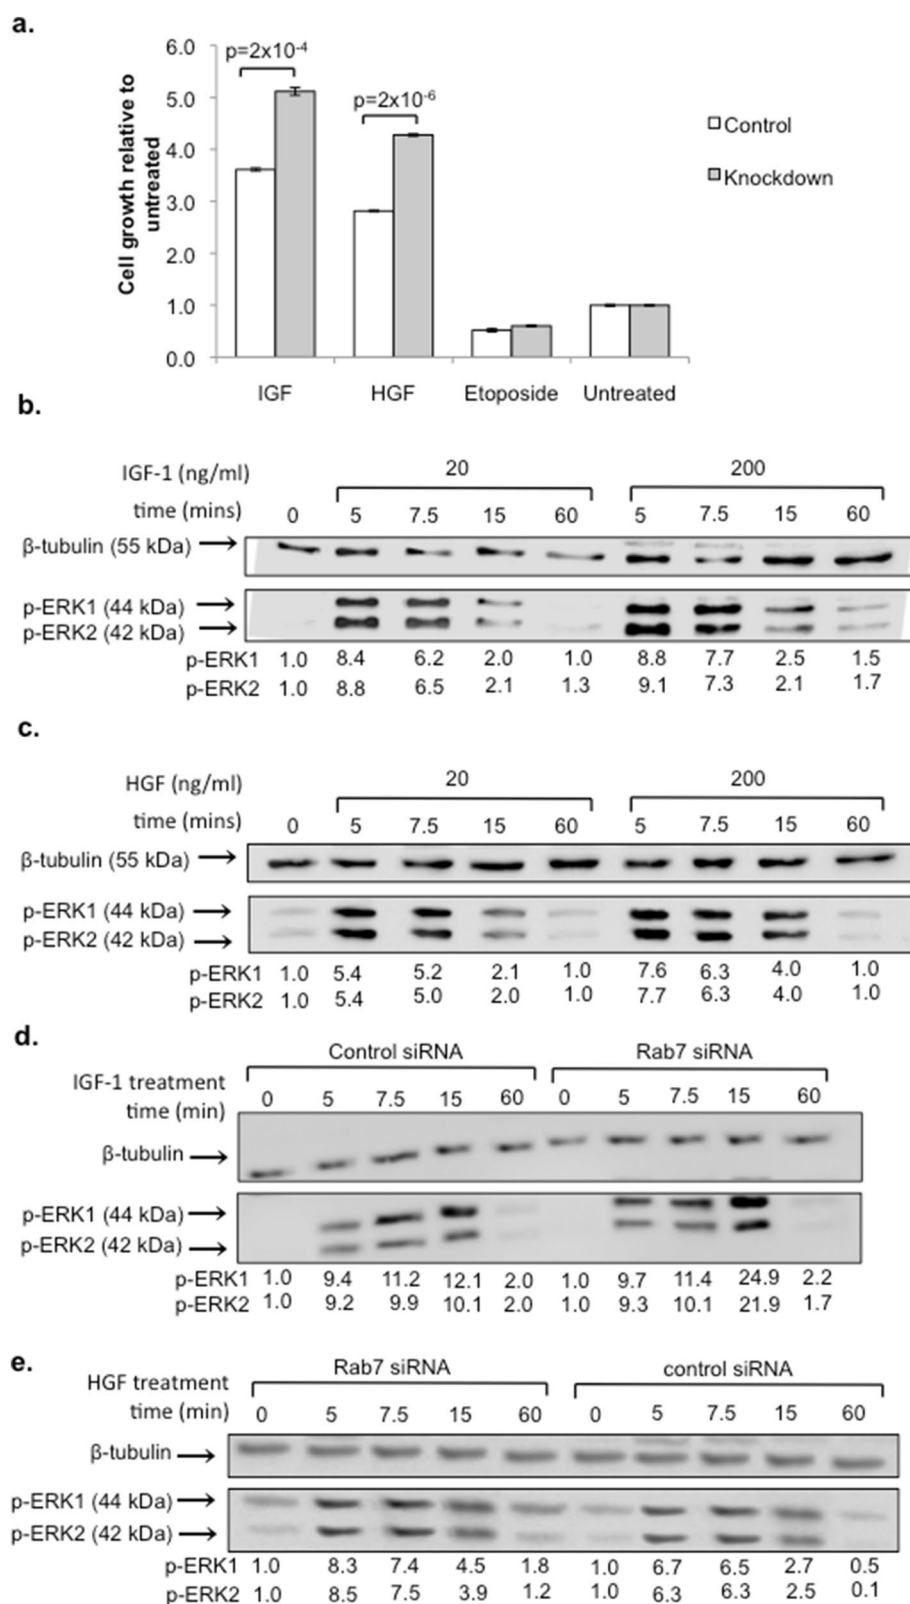 a.
p=2x10-4
p=2x10-6
Cell growth relative to
untreated
6.0
5.0
4.0
3.0
2.0
1.0
0.0
Control
Knockdown
IGF HGF Etoposide Untreated
b.
IGF-1 (ng/ml) 20 200
time (mins) 0 5 7.5 15 60 5 7.5 15 60
β-tubulin (55 kDa)
p-ERK1 (44 kDa)
p-ERK2 (42 kDa)
p-ERK1 1.0 8.4 6.2 2.0 1.0 8.8 7.7 2.5 1.5
p-ERK2 1.0 8.8 6.5 2.1 1.3 9.1 7.3 2.1 1.7
c.
HGF (ng/ml) 20 200
time (mins) 0 5 7.5 15 60 5 7.5 15 60
β-tubulin (55 kDa)
p-ERK1 (44 kDa)
p-ERK2 (42 kDa)
p-ERK1 1.0 5.4 5.2 2.1 1.0 7.6 6.3 4.0 1.0
p-ERK2 1.0 5.4 5.0 2.0 1.0 7.7 6.3 4.0 1.0
d.
Control siRNA Rab7 siRNA
IGF-1 treatment
time (min) 0 5 7.5 15 60 0 5 7.5 15 60
β-tubulin
p-ERK1 (44 kDa)
p-ERK2 (42 kDa)
p-ERK1 1.0 9.4 11.2 12.1 2.0 1.0 9.7 11.4 24.9 2.2
p-ERK2 1.0 9.2 9.9 10.1 2.0 1.0 9.3 10.1 21.9 1.7
e.
Rab7 siRNA control siRNA
HGF treatment
time (min) 0 5 7.5 15 60 0 5 7.5 15 60
β-tubulin
p-ERK1 (44 kDa)
p-ERK2 (42 kDa)
p-ERK1 1.0 8.3 7.4 4.5 1.8 1.0 6.7 6.5 2.7 0.5
p-ERK2 1.0 8.5 7.5 3.9 1.2 1.0 6.3 6.3 2.5 0.1